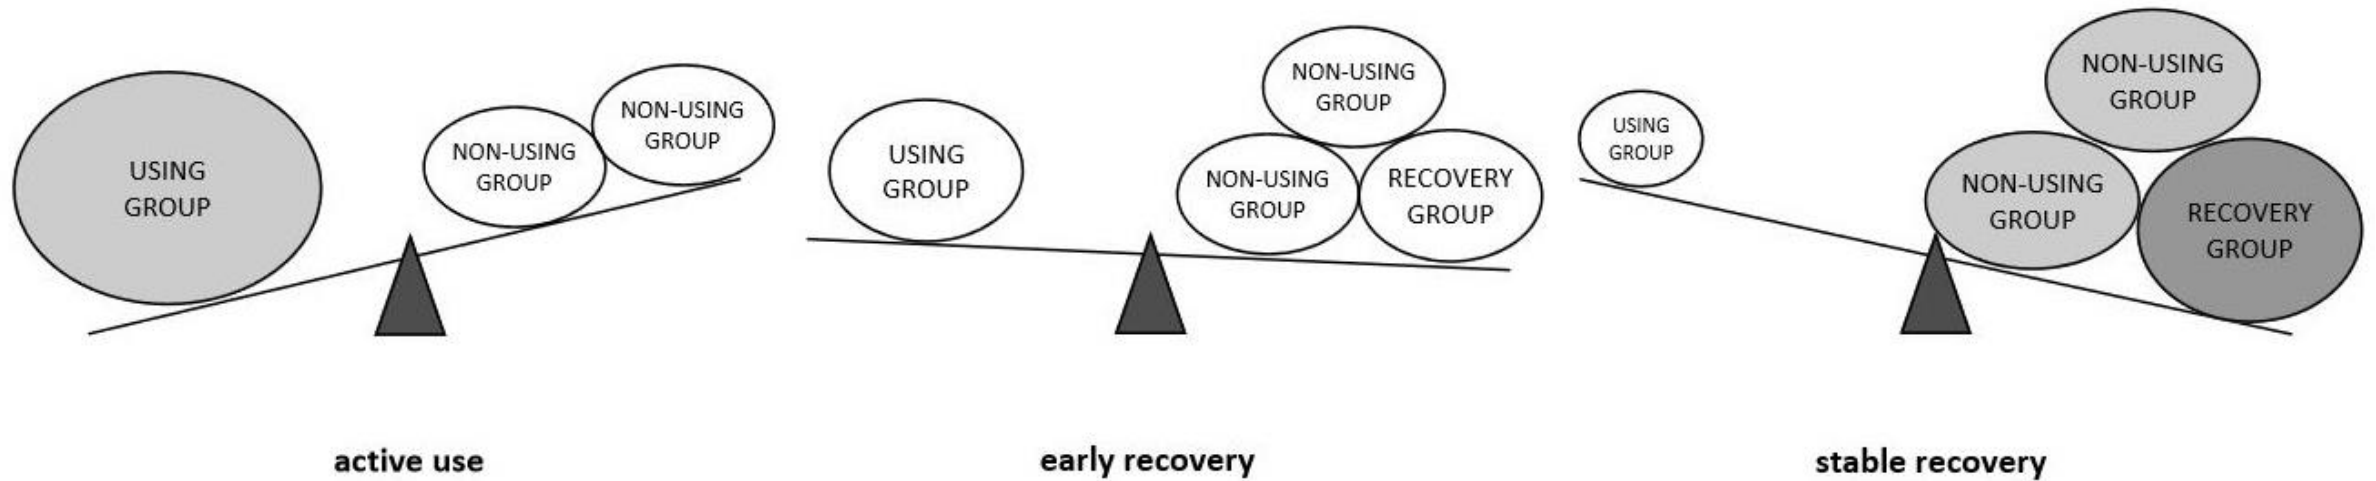 USING
GROUP
NON-USING
GROUP
NON-USING
GROUP
active use
USING
GROUP
NON-USING
GROUP
NON-USING
GROUP
RECOVERY
GROUP
early recovery
USING
GROUP
NON-USING
GROUP
NON-USING
GROUP
RECOVERY
GROUP
stable recovery